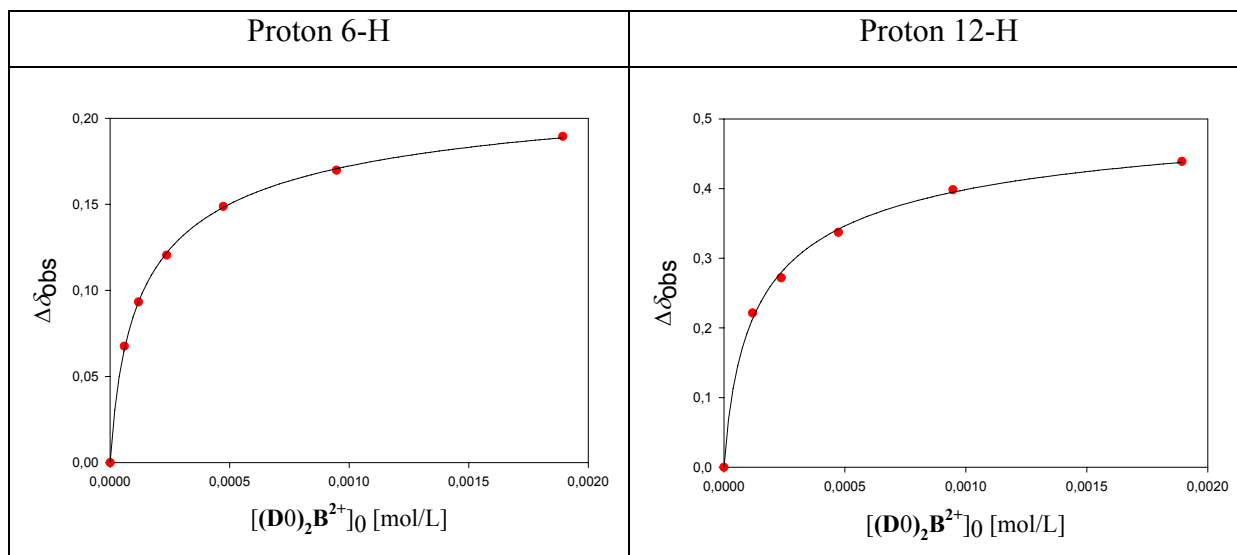 Proton 6-H
Proton 12-H
0,20
0,15
0,10
0,05
0,00
Δδobs
0,0000 0,0005 0,0010 0,0015 0,0020
[(D0)₂B²⁺]₀ [mol/L]
0,5
0,4
0,3
0,2
0,1
0,0
Δδobs
0,0000 0,0005 0,0010 0,0015 0,0020
[(D0)₂B²⁺]₀ [mol/L]